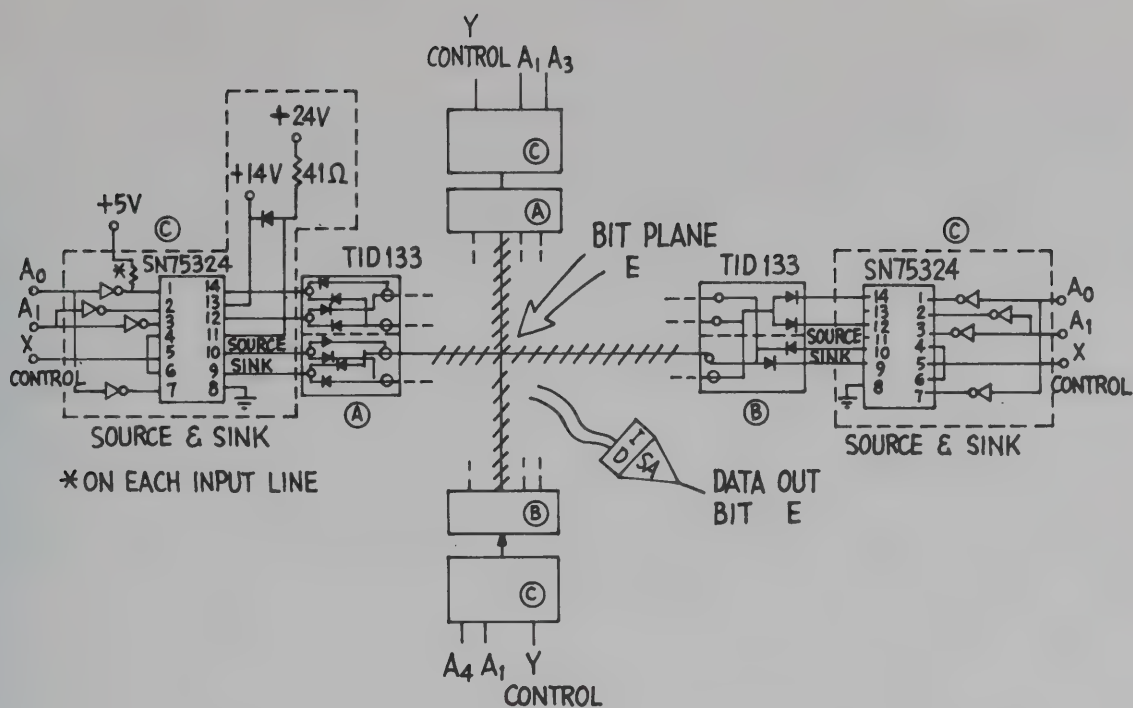 Y
CONTROL A1 A3
+24V
+14V
41Ω
+5V
C
C
A
*
SN75324
TID133
BIT PLANE
E
TID133
C
SN75324
A0
A1
X
CONTROL
1
2
3
4
5
6
7
14
13
12
11
10
9
8
SOURCE
SINK
A
SOURCE & SINK
* ON EACH INPUT LINE
14
13
12
11
10
9
8
1
2
3
4
5
6
7
SOURCE
SINK
B
A0
A1
X
CONTROL
SOURCE & SINK
I
D
SA
DATA OUT
BIT E
B
C
A4 A1 Y
CONTROL